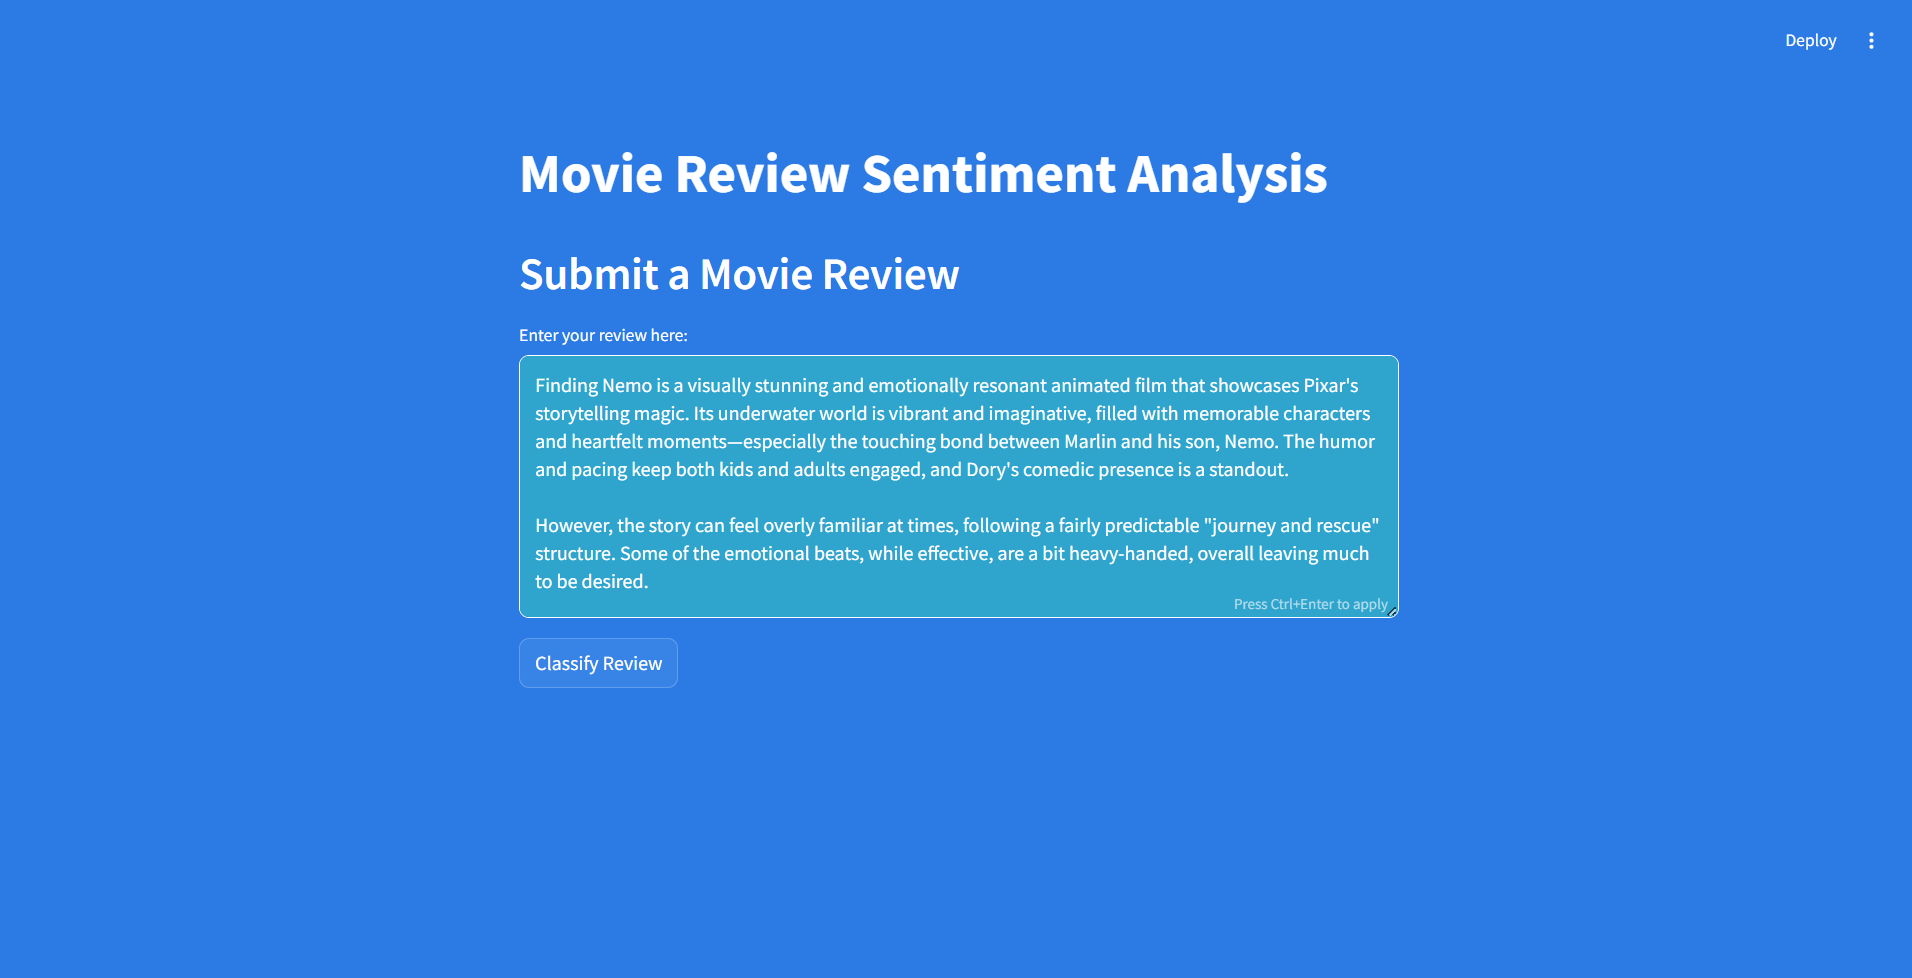 Deploy
Movie Review Sentiment Analysis
Submit a Movie Review
Enter your review here:
Finding Nemo is a visually stunning and emotionally resonant animated film that showcases Pixar's
storytelling magic. Its underwater world is vibrant and imaginative, filled with memorable characters
and heartfelt moments—especially the touching bond between Marlin and his son, Nemo. The humor
and pacing keep both kids and adults engaged, and Dory's comedic presence is a standout.
However, the story can feel overly familiar at times, following a fairly predictable "journey and rescue"
structure. Some of the emotional beats, while effective, are a bit heavy-handed, overall leaving much
to be desired.
Press Ctrl+Enter to apply
Classify Review